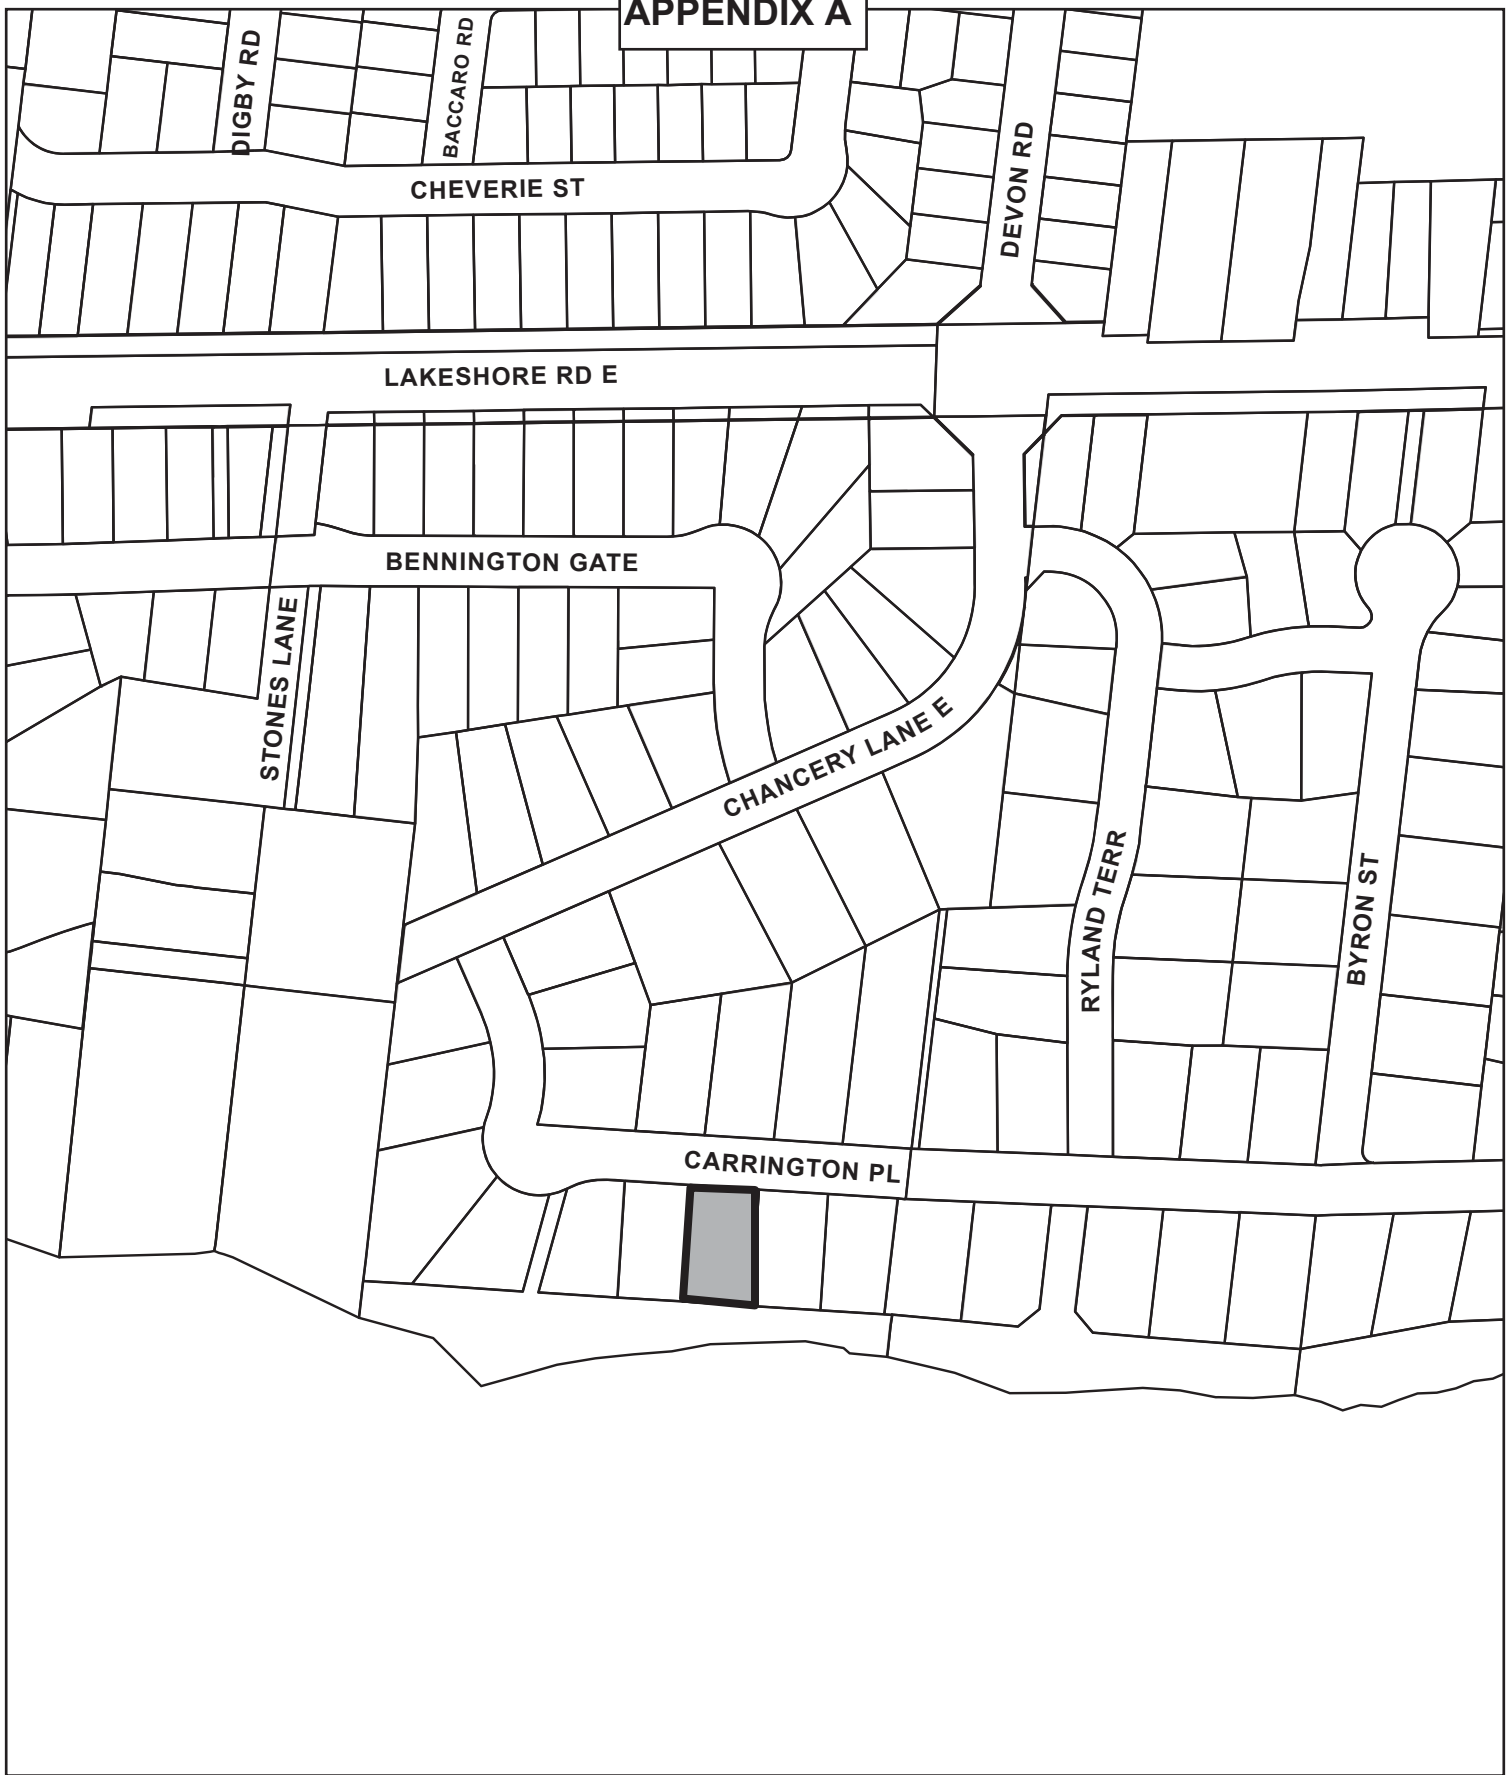 APPENDIX A
DIGBY RD
BACCARO RD
DEVON RD
CHEVERIE ST
LAKESHORE RD E
BENNINGTON GATE
STONES LANE
CHANCERY LANE E
RYLAND TERR
BYRON ST
CARRINGTON PL